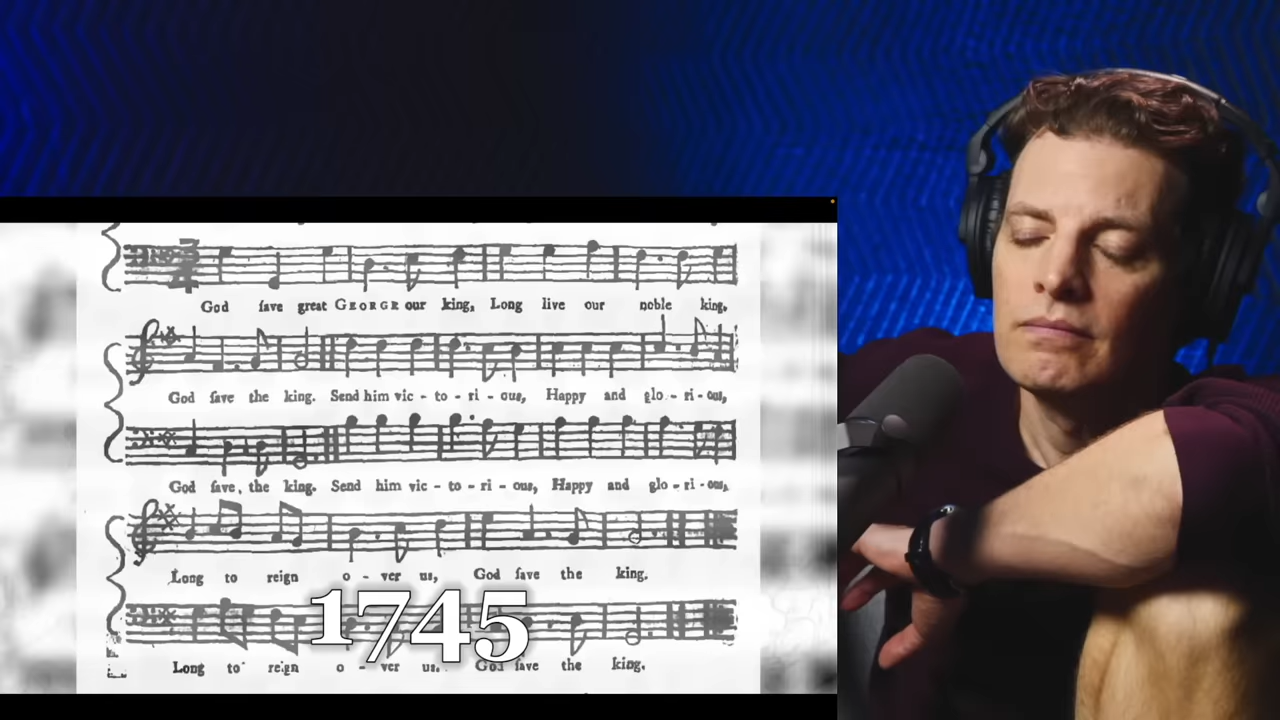 God ſave great GEORGE our king, Long live our noble king,
God ſave the king. Send him vic - to - ri - ous, Happy and glo - ri - ous,
God ſave, the king. Send him vic - to - ri - ous, Happy and glo - ri - ous,
Long to reign o - ver us, God ſave the king.
1745
Long to reign o - ver us. God ſave the king.